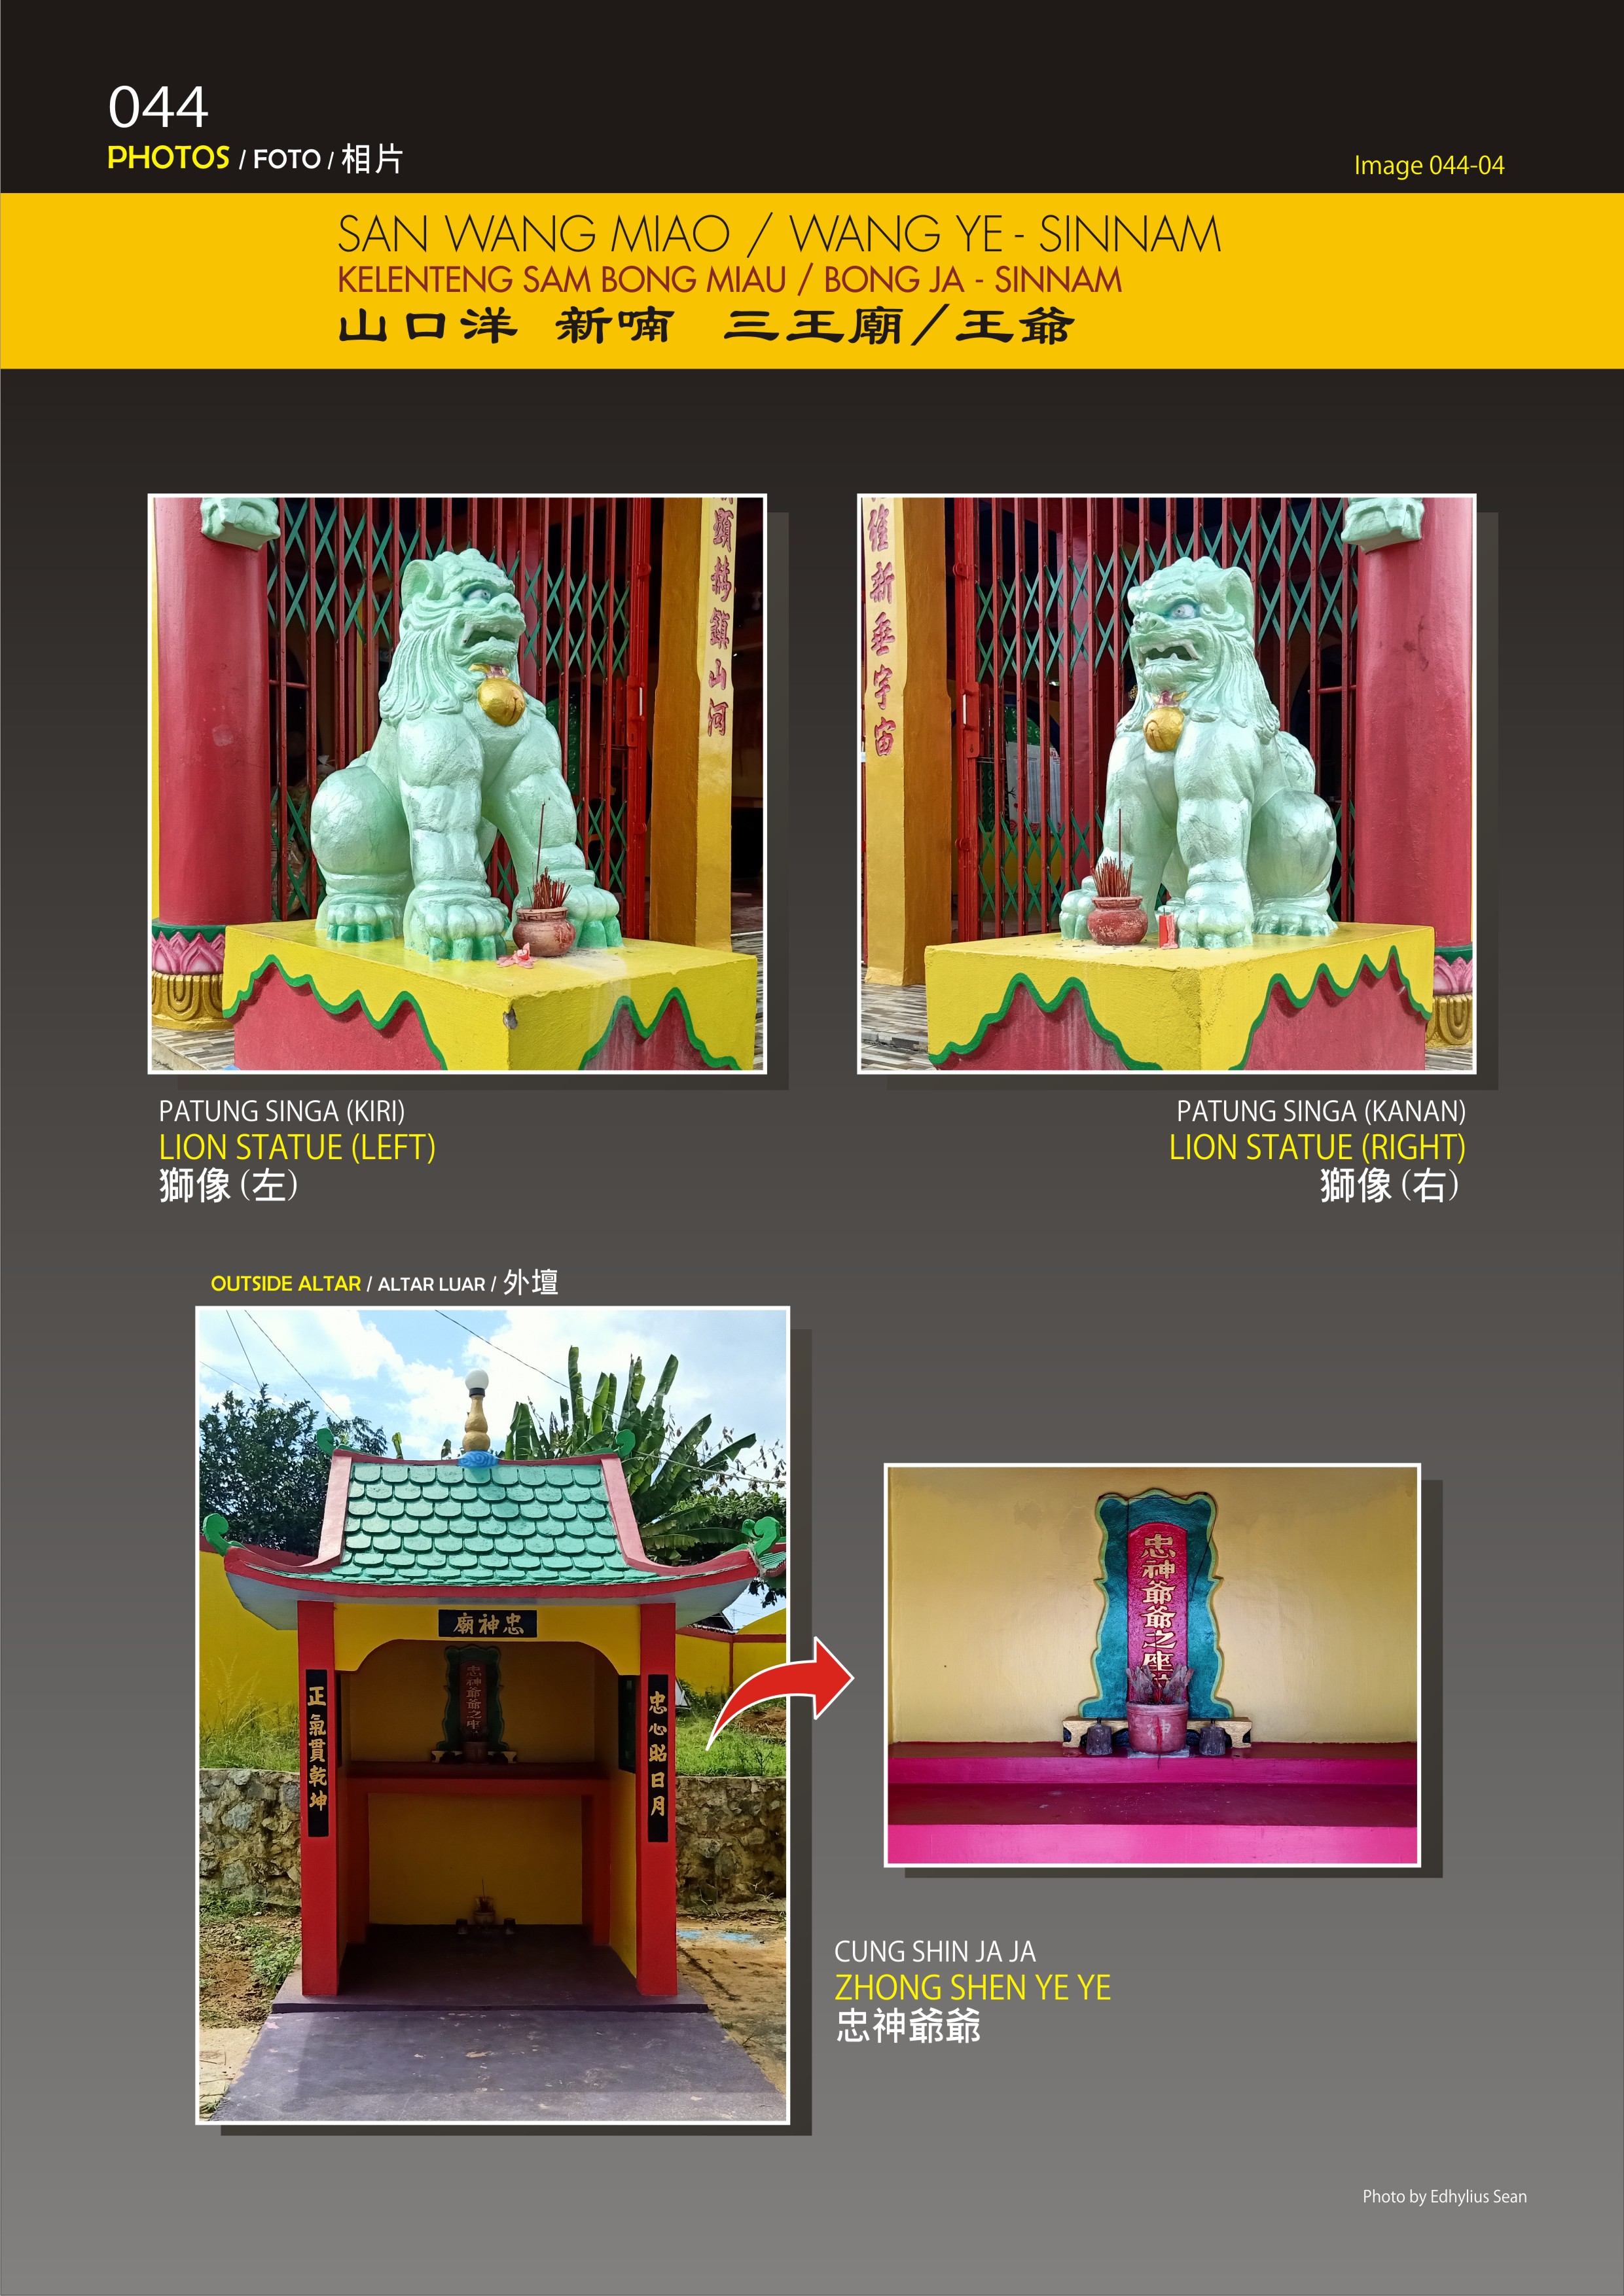 044
PHOTOS / FOTO / 相片
Image 044-04
SAN WANG MIAO / WANG YE - SINNAM
KELENTENG SAM BONG MIAU / BONG JA - SINNAM
山口洋 新喃 三王廟/王爺
鎮山河
新垂宇宙
PATUNG SINGA (KIRI)
LION STATUE (LEFT)
獅像(左)
PATUNG SINGA (KANAN)
LION STATUE (RIGHT)
獅像(右)
OUTSIDE ALTAR / ALTAR LUAR / 外壇
廟神忠
正氣貫乾坤
忠心昭日月
忠神爺爺之座
忠神爺爺之座
神
CUNG SHIN JA JA
ZHONG SHEN YE YE
忠神爺爺
Photo by Edhylius Sean